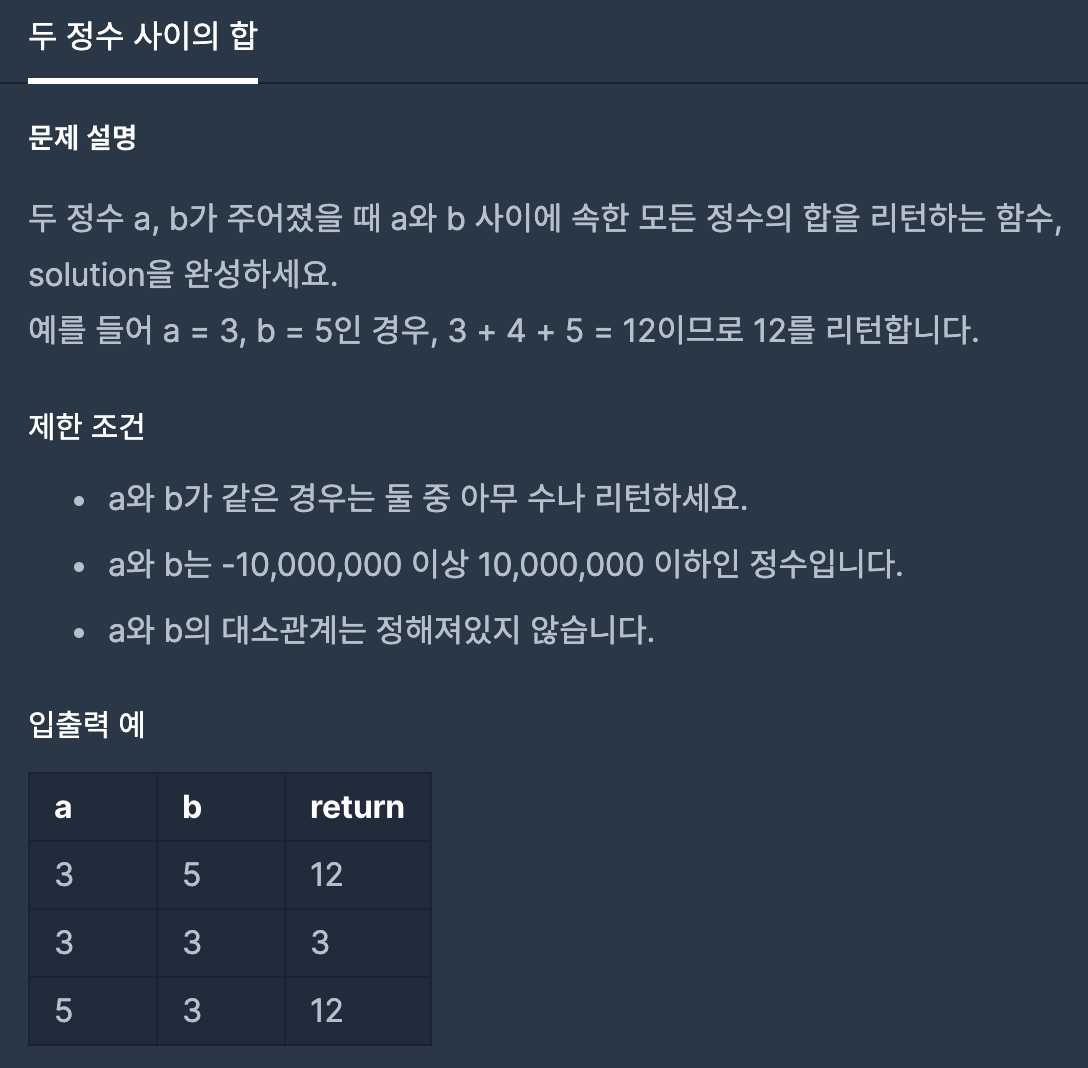 두 정수 사이의 합
문제 설명
두 정수 a, b가 주어졌을 때 a와 b 사이에 속한 모든 정수의 합을 리턴하는 함수,
solution을 완성하세요.
예를 들어 a = 3, b = 5인 경우, 3 + 4 + 5 = 12이므로 12를 리턴합니다.
제한 조건
• a와 b가 같은 경우는 둘 중 아무 수나 리턴하세요.
• a와 b는 -10,000,000 이상 10,000,000 이하인 정수입니다.
• a와 b의 대소관계는 정해져있지 않습니다.
입출력 예
a b return
3 5 12
3 3 3
5 3 12